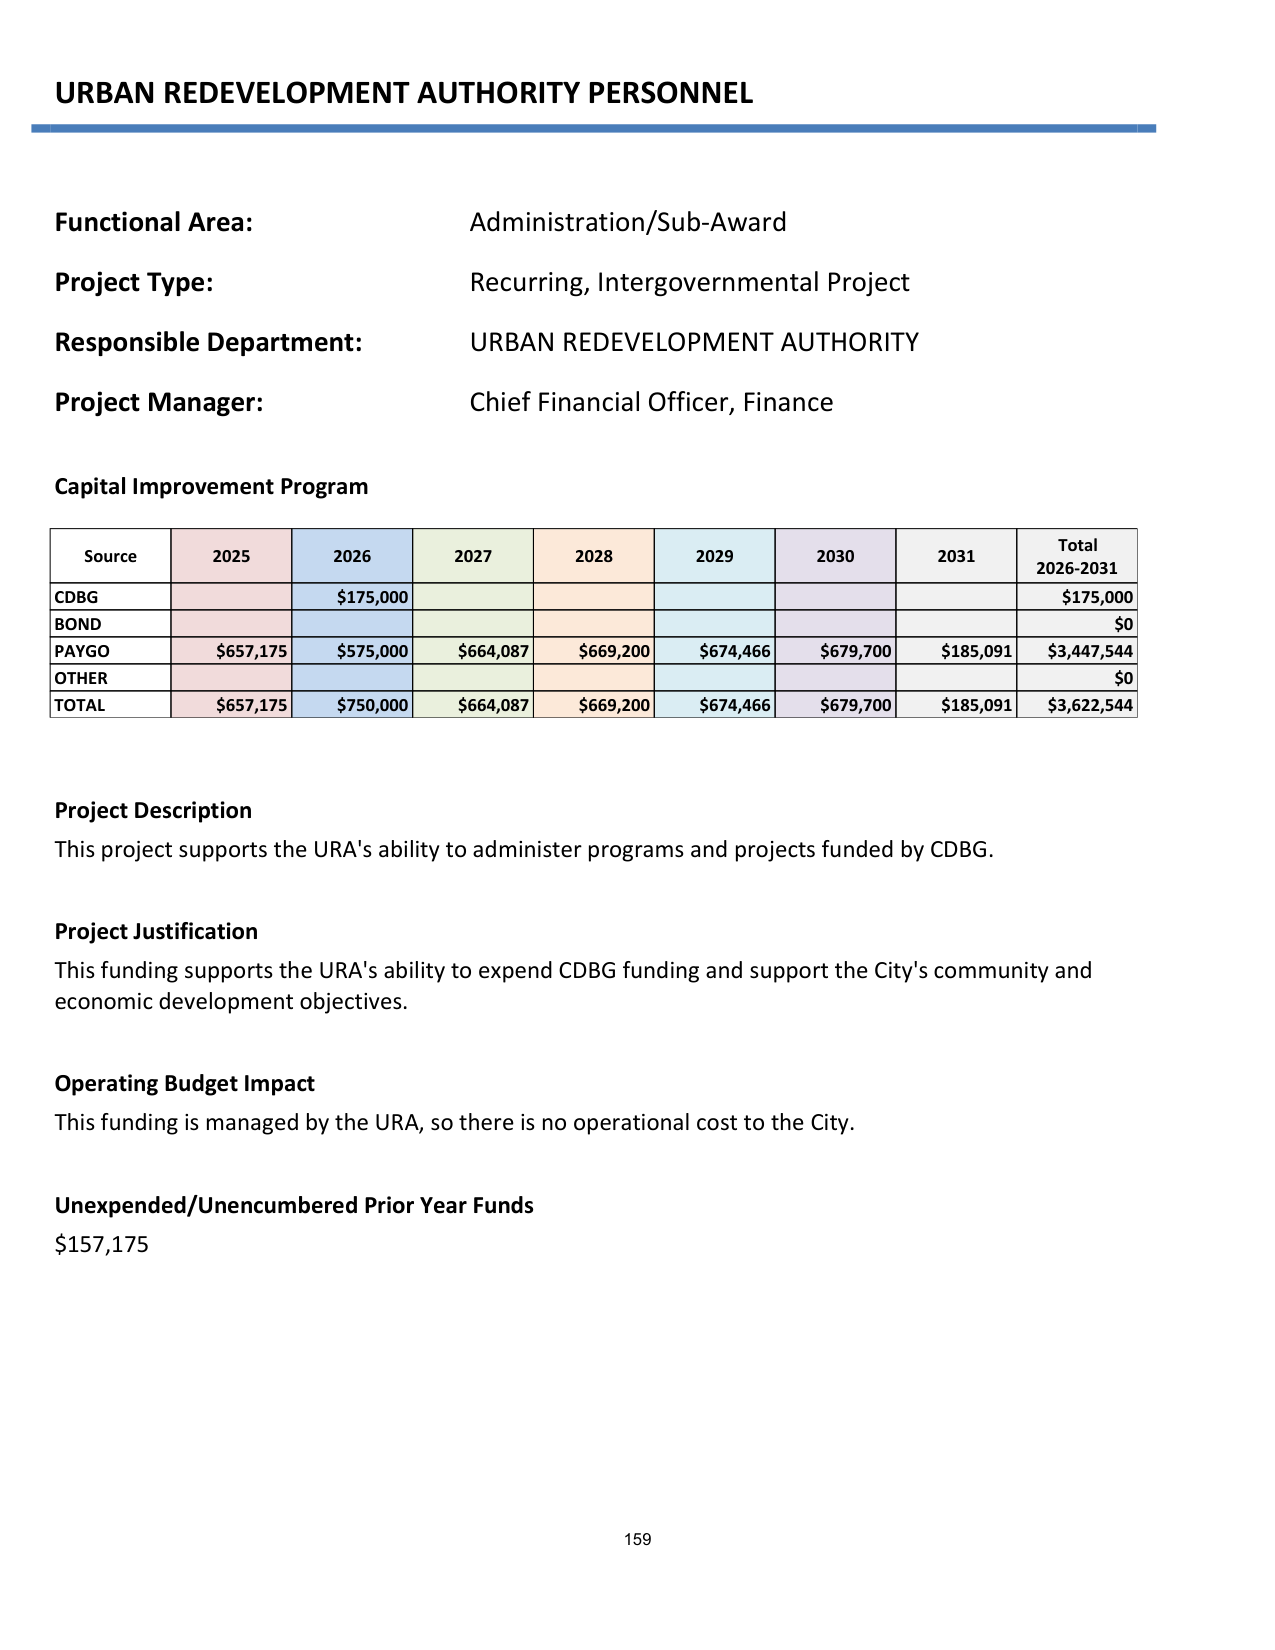 URBAN REDEVELOPMENT AUTHORITY PERSONNEL
Functional Area: Administration/Sub-Award
Project Type: Recurring, Intergovernmental Project
Responsible Department: URBAN REDEVELOPMENT AUTHORITY
Project Manager: Chief Financial Officer, Finance
Capital Improvement Program
Source 2025 2026 2027 2028 2029 2030 2031 Total 2026-2031
CDBG $175,000 $175,000
BOND $0
PAYGO $657,175 $575,000 $664,087 $669,200 $674,466 $679,700 $185,091 $3,447,544
OTHER $0
TOTAL $657,175 $750,000 $664,087 $669,200 $674,466 $679,700 $185,091 $3,622,544
Project Description
This project supports the URA's ability to administer programs and projects funded by CDBG.
Project Justification
This funding supports the URA's ability to expend CDBG funding and support the City's community and
economic development objectives.
Operating Budget Impact
This funding is managed by the URA, so there is no operational cost to the City.
Unexpended/Unencumbered Prior Year Funds
$157,175
159